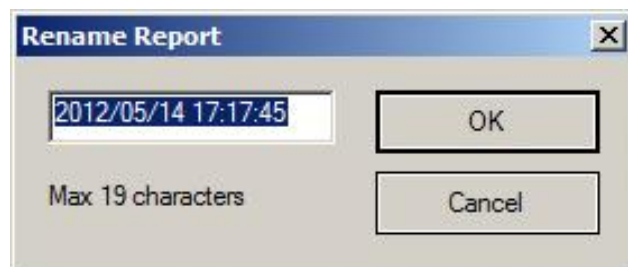 Rename Report
2012/05/14 17:17:45
OK
Max 19 characters
Cancel